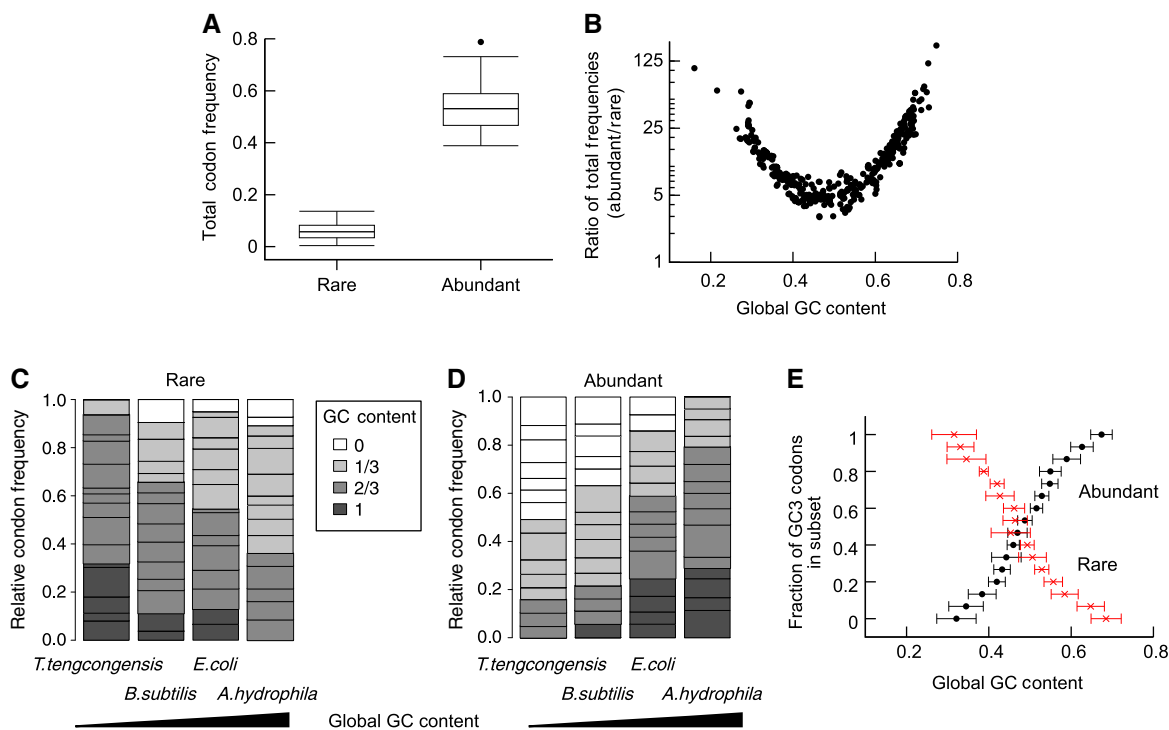 A
Total codon frequency
0.8
0.6
0.4
0.2
0
Rare
Abundant
B
Ratio of total frequencies
(abundant/rare)
125
25
5
1
0.2
0.4
0.6
0.8
Global GC content
C
Rare
Relative condon frequency
1.0
0.8
0.6
0.4
0.2
0.0
T.tengcongensis
E.coli
B.subtilis
A.hydrophila
GC content
0
1/3
2/3
1
D
Abundant
Relative condon frequency
1.0
0.8
0.6
0.4
0.2
0.0
T.tengcongensis
E.coli
B.subtilis
A.hydrophila
Global GC content
E
Fraction of GC3 codons
in subset
1
0.8
0.6
0.4
0.2
0
Abundant
Rare
0.2
0.4
0.6
0.8
Global GC content